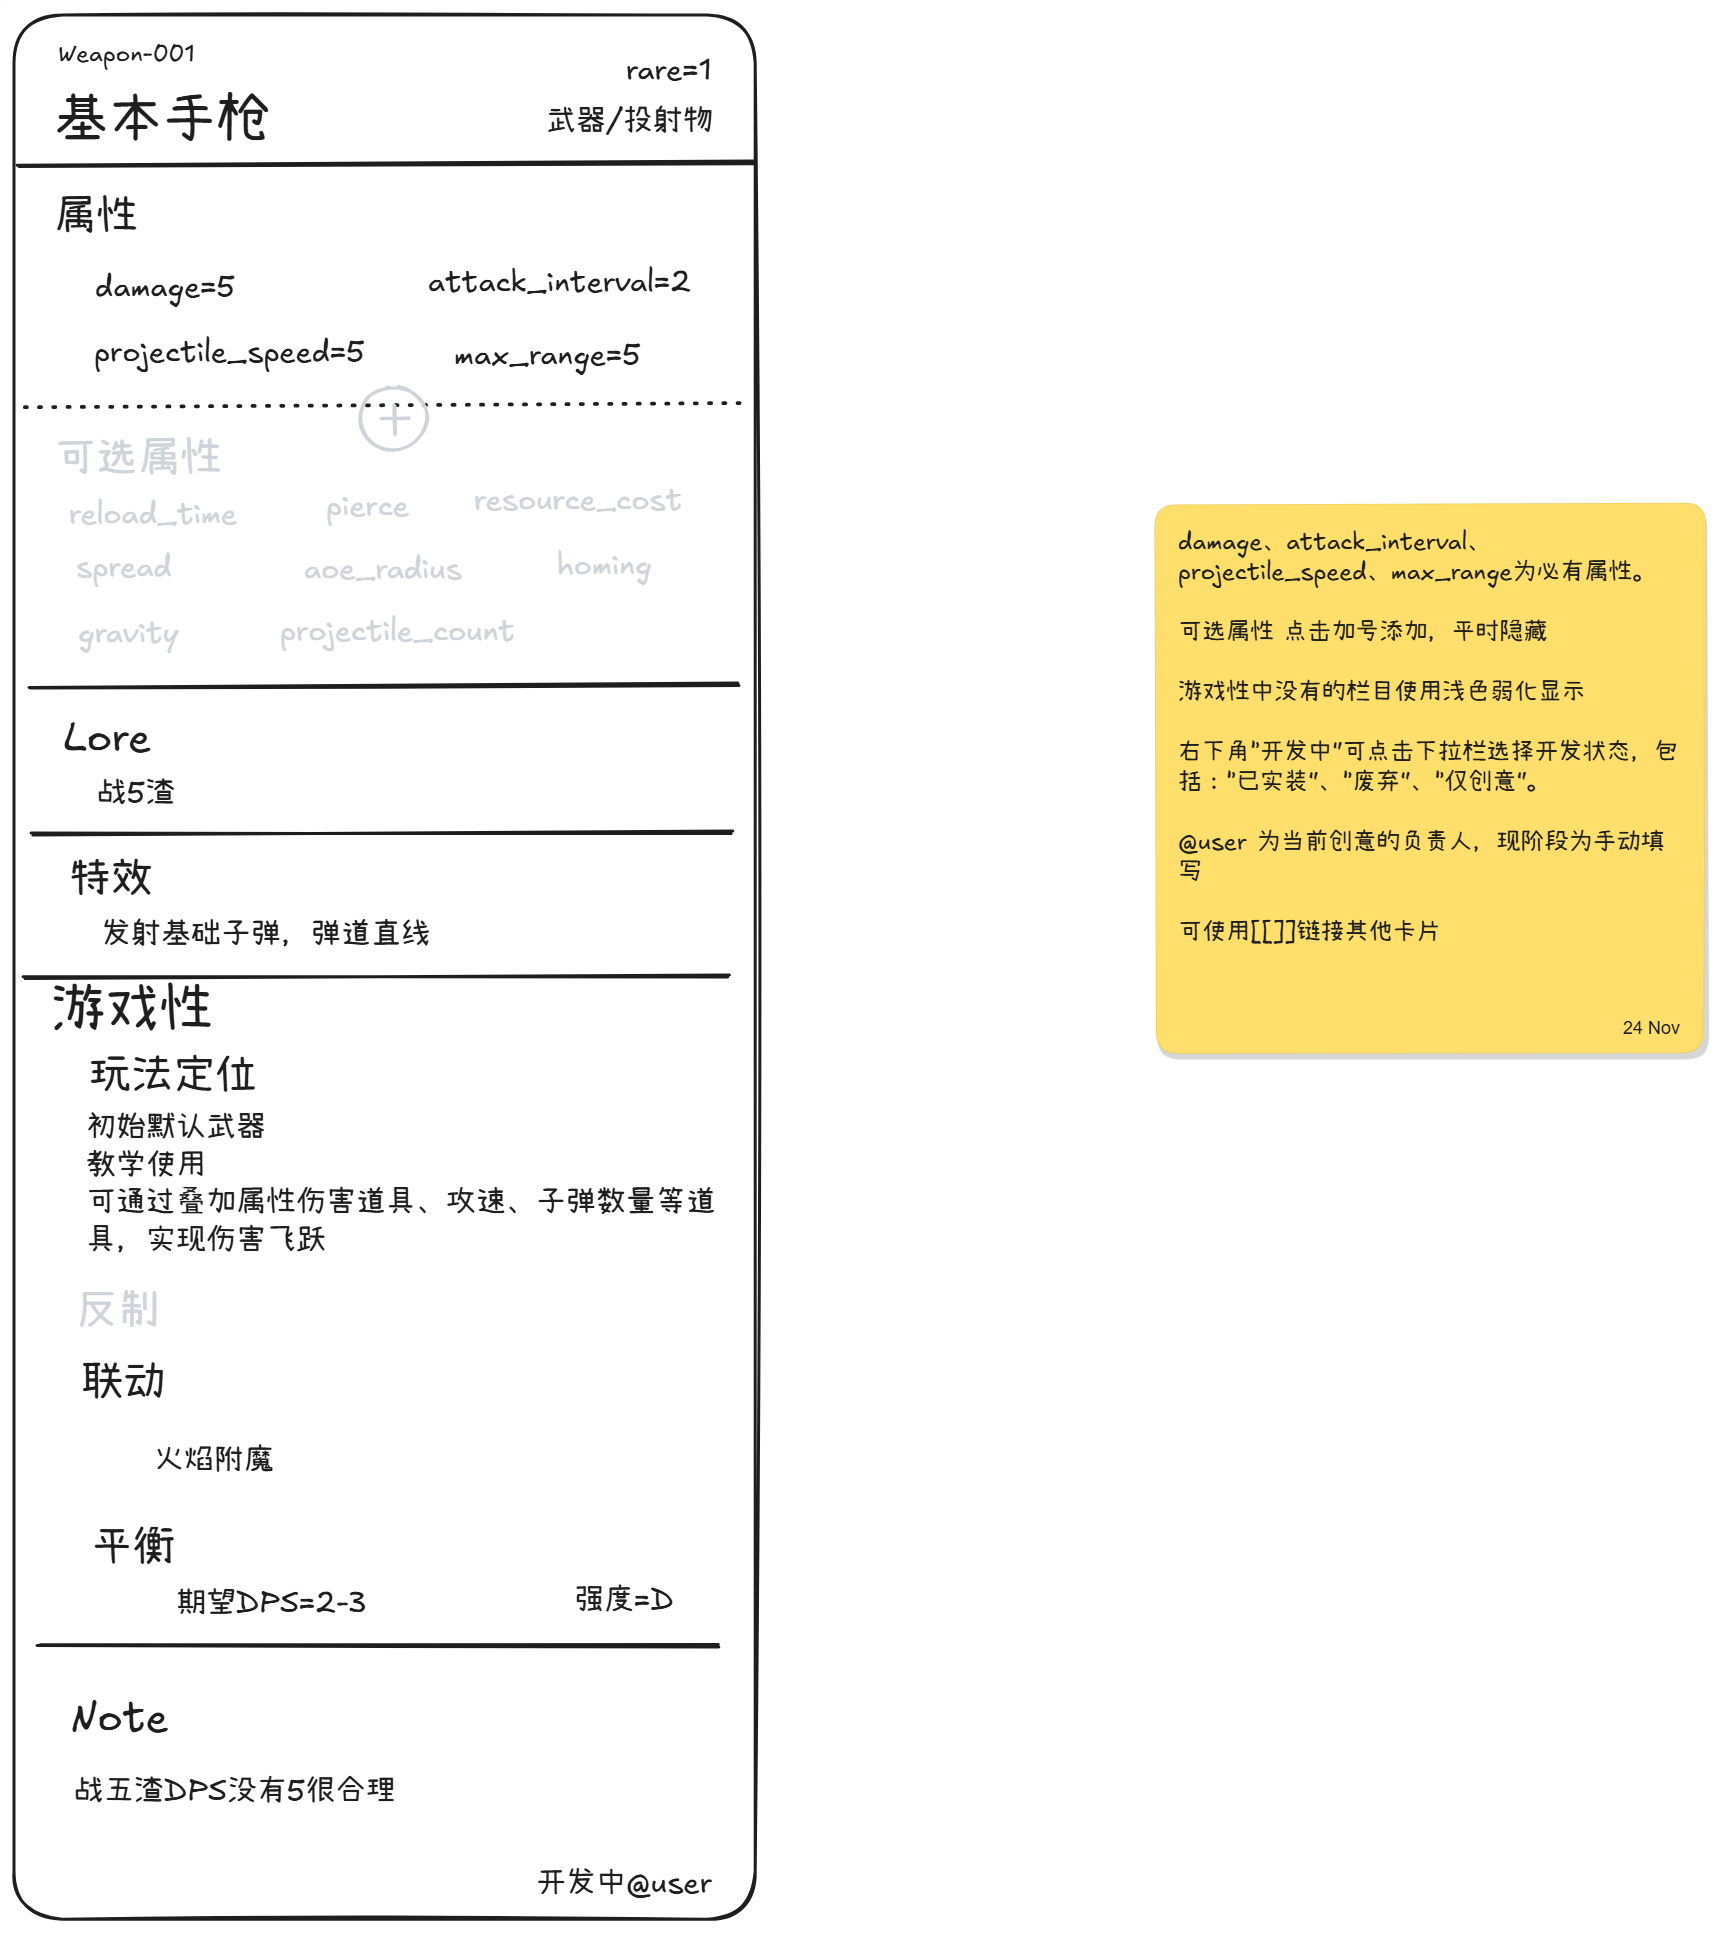 Weapon-001
rare=1
基本手枪
武器/投射物
属性
damage=5
attack_interval=2
projectile_speed=5
max_range=5
可选属性
reload_time
pierce
resource_cost
spread
aoe_radius
homing
gravity
projectile_count
Lore
战5渣
特效
发射基础子弹，弹道直线
游戏性
玩法定位
初始默认武器
教学使用
可通过叠加属性伤害道具、攻速、子弹数量等道
具，实现伤害飞跃
反制
联动
火焰附魔
平衡
期望DPS=2-3
强度=D
Note
战五渣DPS没有5很合理
开发中@user
damage、attack_interval、
projectile_speed、max_range为必有属性。
可选属性 点击加号添加，平时隐藏
游戏性中没有的栏目使用浅色弱化显示
右下角"开发中"可点击下拉栏选择开发状态，包
括："已实装"、"废弃"、"仅创意"。
@user 为当前创意的负责人，现阶段为手动填
写
可使用[[]]链接其他卡片
24 Nov